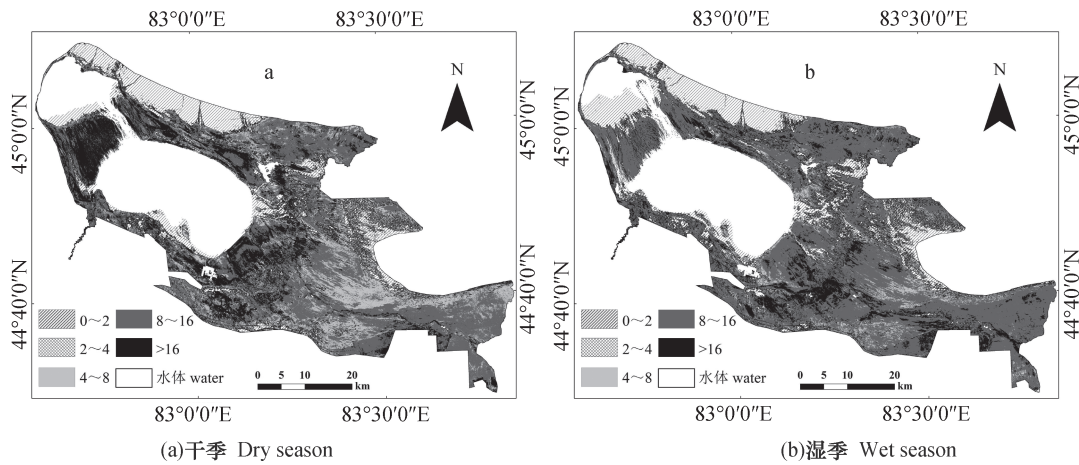 83°0′0″E 83°30′0″E
a
N
45°0′0″N
44°40′0″N
45°0′0″N
44°40′0″N
0～2
2～4
4～8
8～16
>16
水体 water
0 5 10 20
km
83°0′0″E 83°30′0″E
(a)干季 Dry season
83°0′0″E 83°30′0″E
b
N
45°0′0″N
44°40′0″N
45°0′0″N
44°40′0″N
0～2
2～4
4～8
8～16
>16
水体 water
0 5 10 20
km
83°0′0″E 83°30′0″E
(b)湿季 Wet season